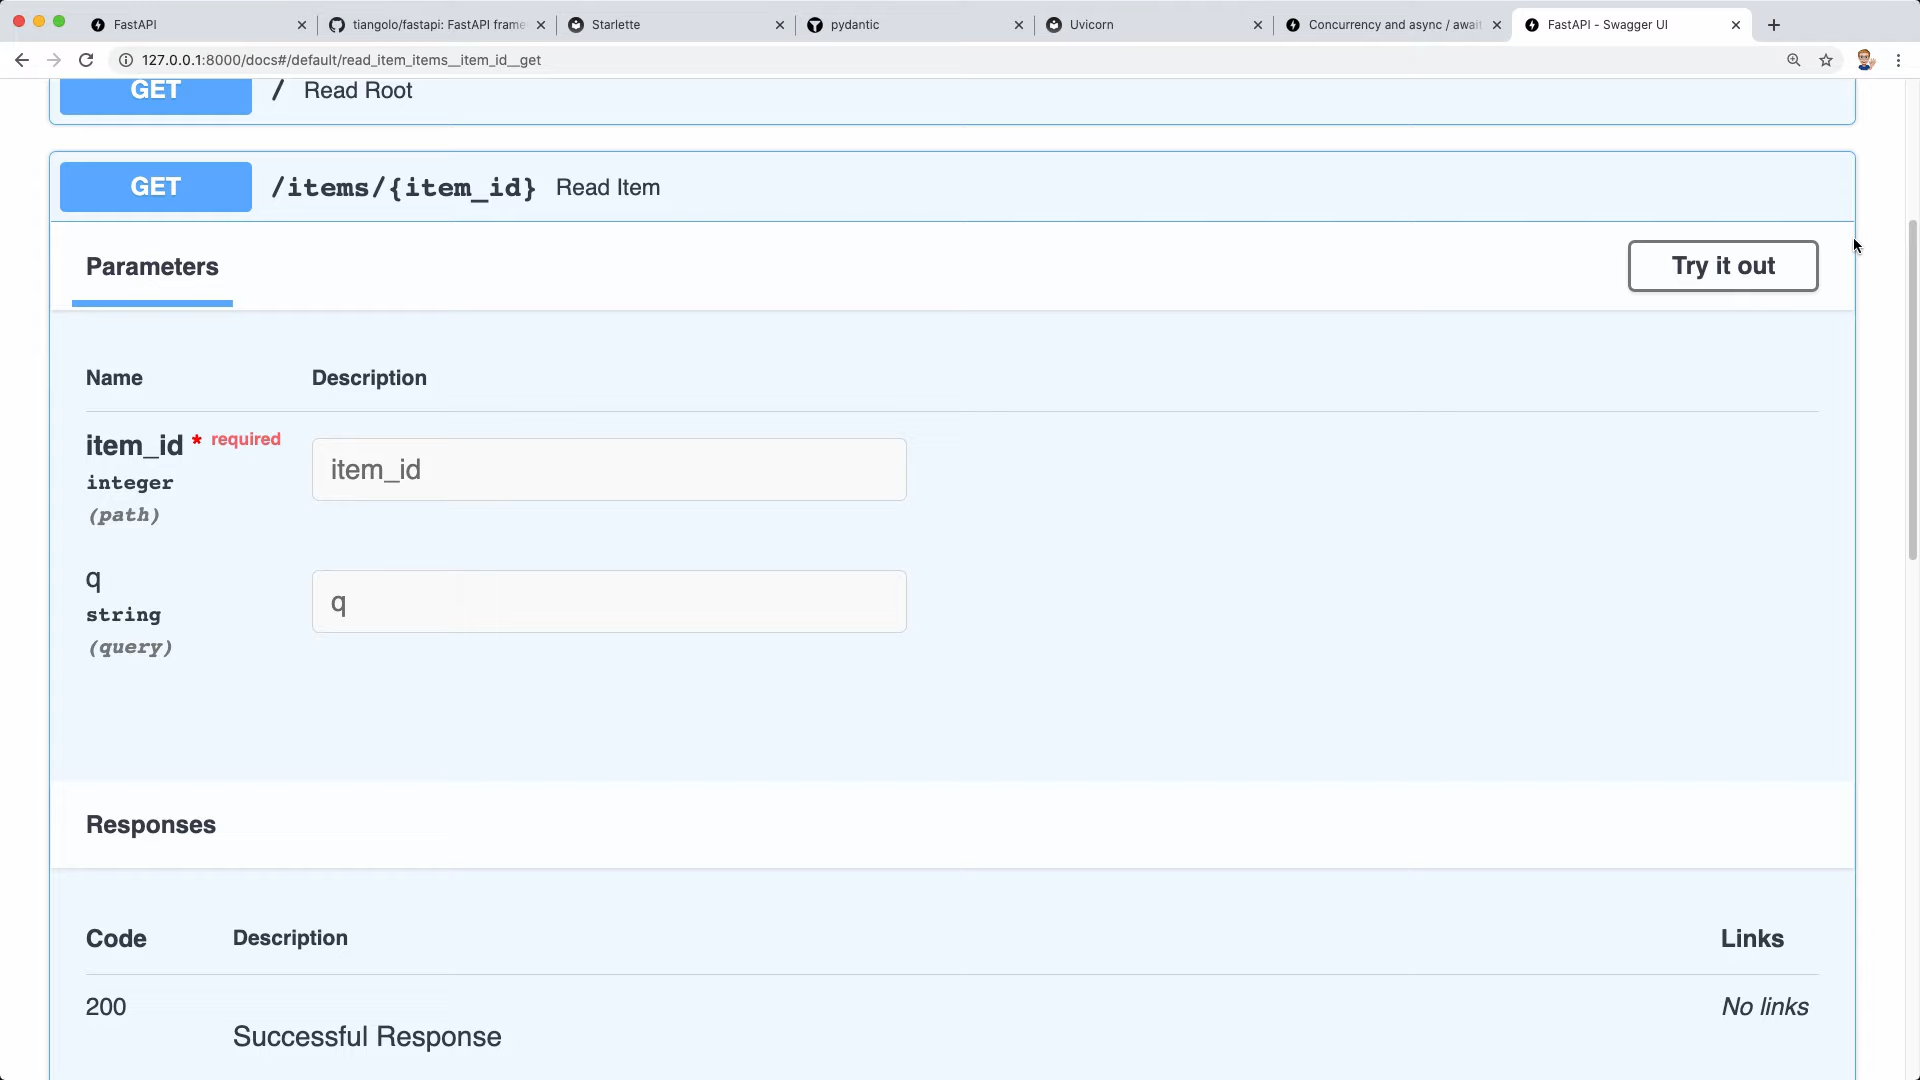 FastAPI
tiangolo/fastapi: FastAPI frame
Starlette
pydantic
Uvicorn
Concurrency and async / awai
FastAPI - Swagger UI
127.0.0.1:8000/docs#/default/read_item_items__item_id__get
GET / Read Root
GET /items/{item_id} Read Item
Parameters
Try it out
Name Description
item_id * required
integer
(path)
item_id
q
string
(query)
q
Responses
Code Description Links
200 No links
Successful Response